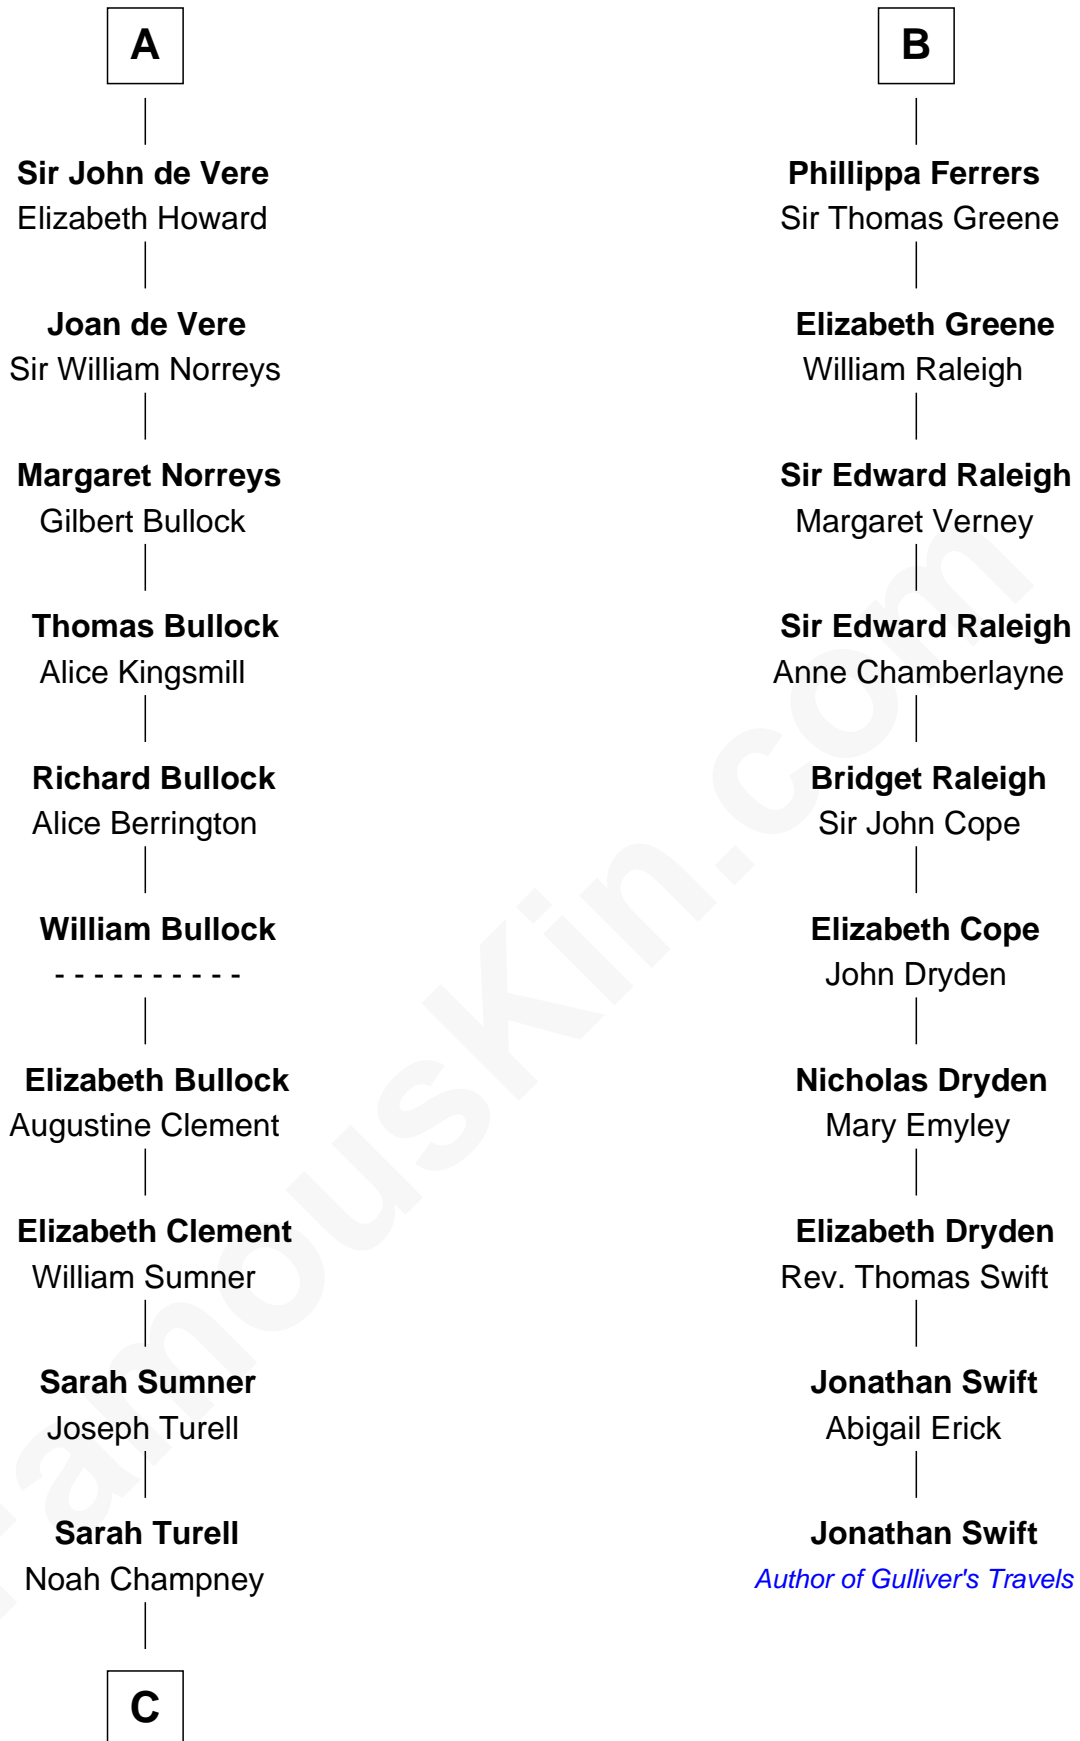 A
Sir John de Vere
Elizabeth Howard
Joan de Vere
Sir William Norreys
Margaret Norreys
Gilbert Bullock
Thomas Bullock
Alice Kingsmill
Richard Bullock
Alice Berrington
William Bullock
- - - - - - - - - -
Elizabeth Bullock
Augustine Clement
Elizabeth Clement
William Sumner
Sarah Sumner
Joseph Turell
Sarah Turell
Noah Champney
C
B
Phillippa Ferrers
Sir Thomas Greene
Elizabeth Greene
William Raleigh
Sir Edward Raleigh
Margaret Verney
Sir Edward Raleigh
Anne Chamberlayne
Bridget Raleigh
Sir John Cope
Elizabeth Cope
John Dryden
Nicholas Dryden
Mary Emyley
Elizabeth Dryden
Rev. Thomas Swift
Jonathan Swift
Abigail Erick
Jonathan Swift
Author of Gulliver's Travels
FamousKin.com